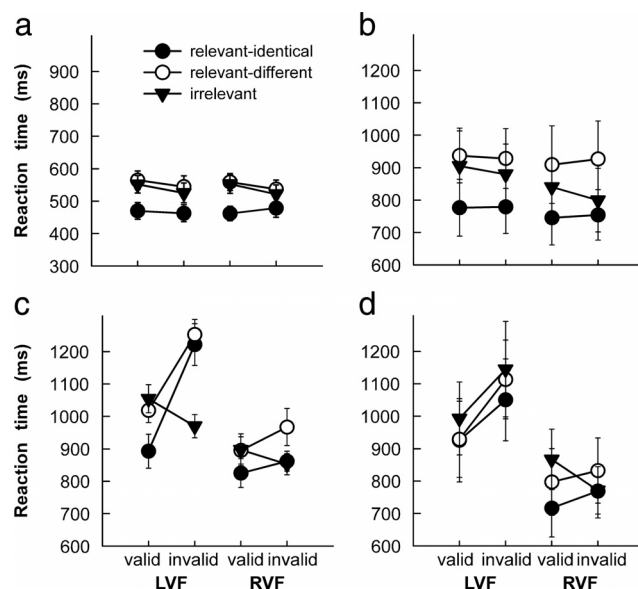 a
relevant-identical
relevant-different
irrelevant
Reaction time (ms)
900
800
700
600
500
400
300
b
1200
1100
1000
900
800
700
600
c
Reaction time (ms)
1200
1100
1000
900
800
700
600
valid invalid valid invalid
LVF RVF
d
1200
1100
1000
900
800
700
600
valid invalid valid invalid
LVF RVF